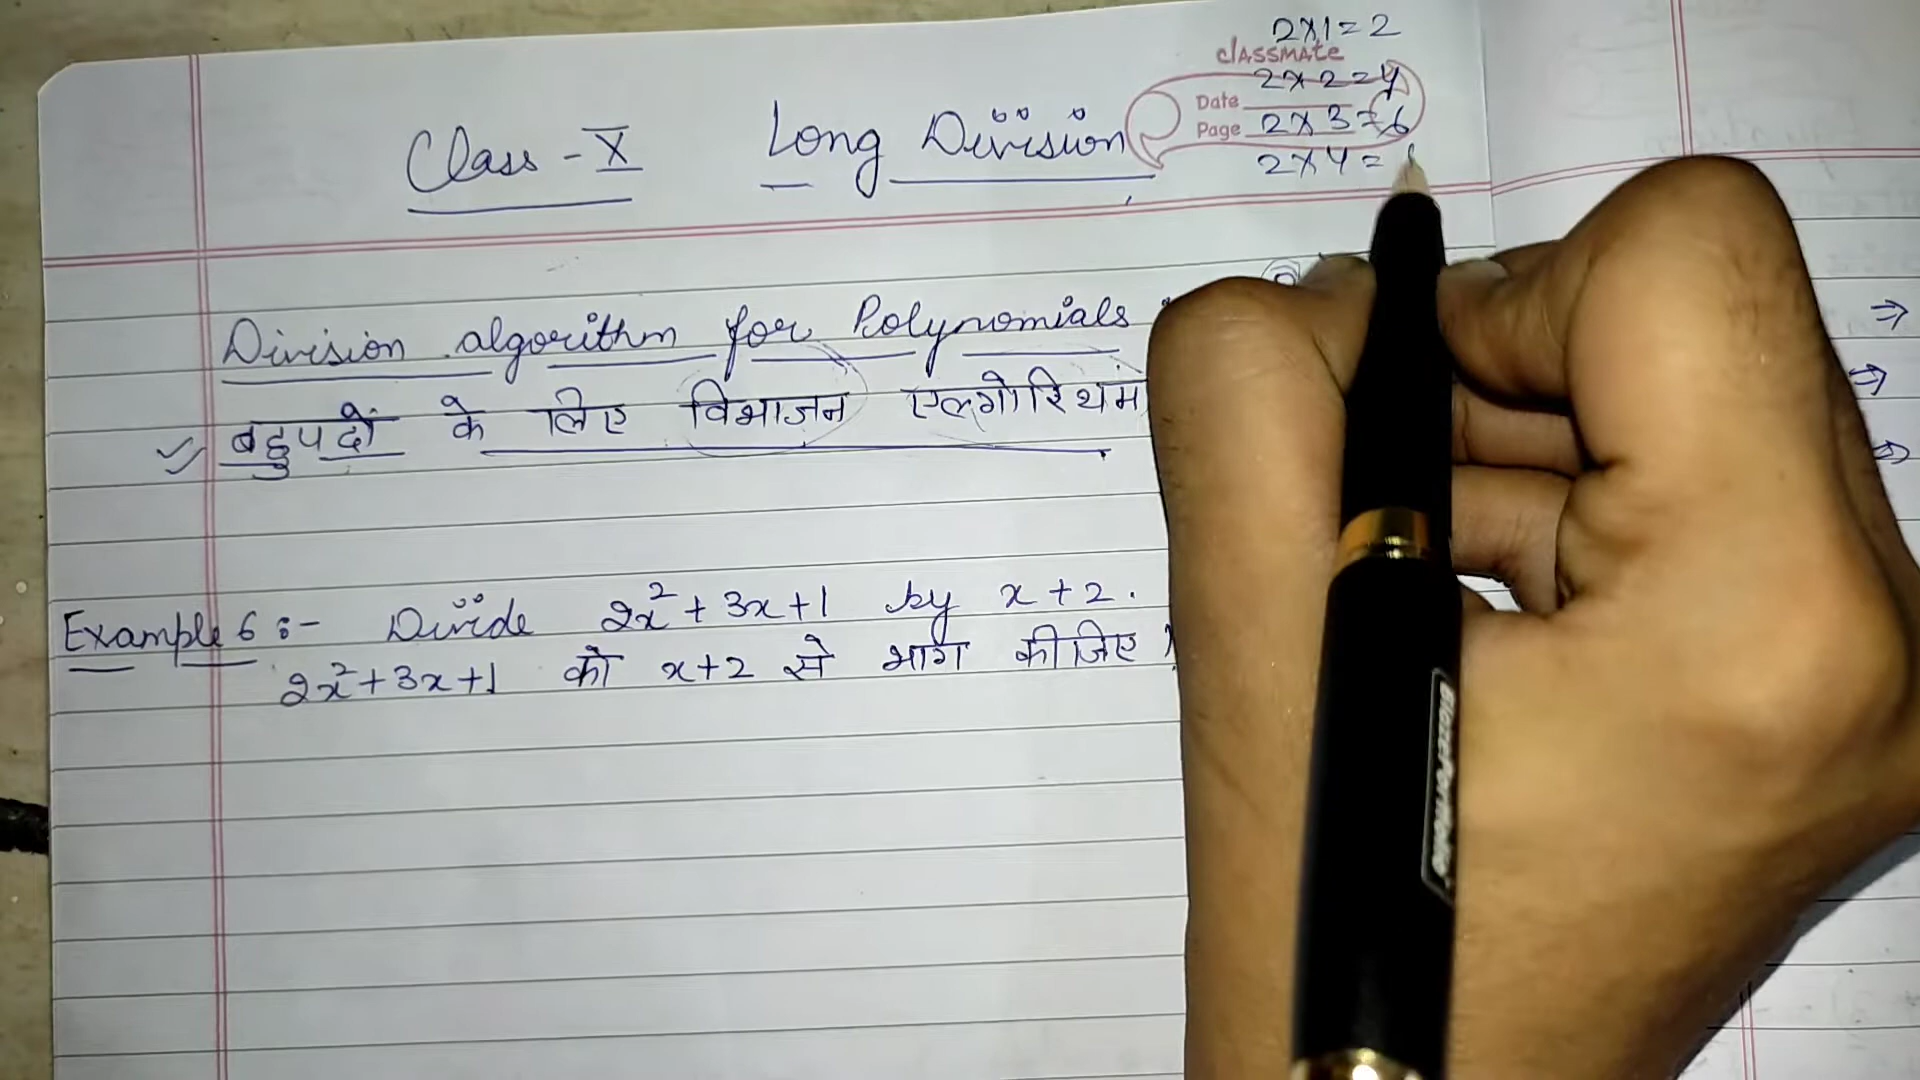 2×1=2
classmate
2×2=4
Date
Page 2×3=6
2×4=
Class - X Long Division
Division algorithm for Polynomials
बहुपदों के लिए विभाजन एल्गोरिथम
Example 6:- Divide 2x²+3x+1 by x+2.
2x²+3x+1 को x+2 से भाग कीजिए।